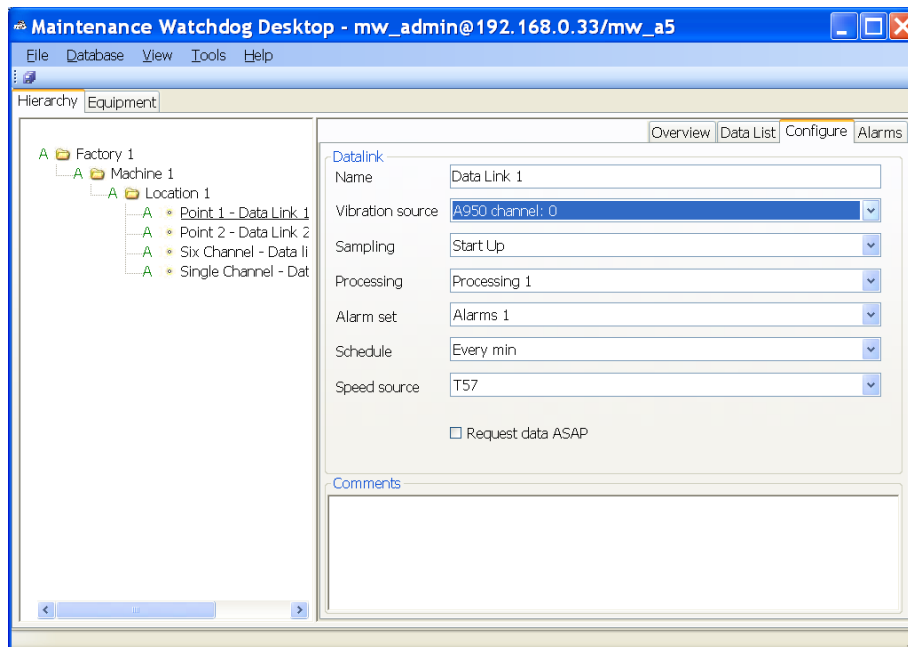 Maintenance Watchdog Desktop - mw_admin@192.168.0.33/mw_a5
File Database View Tools Help
Hierarchy Equipment
Overview Data List Configure Alarms
A Factory 1
A Machine 1
A Location 1
A Point 1 - Data Link 1
A Point 2 - Data Link 2
A Six Channel - Data li
A Single Channel - Dat
Datalink
Name Data Link 1
Vibration source A950 channel: 0
Sampling Start Up
Processing Processing 1
Alarm set Alarms 1
Schedule Every min
Speed source T57
Request data ASAP
Comments